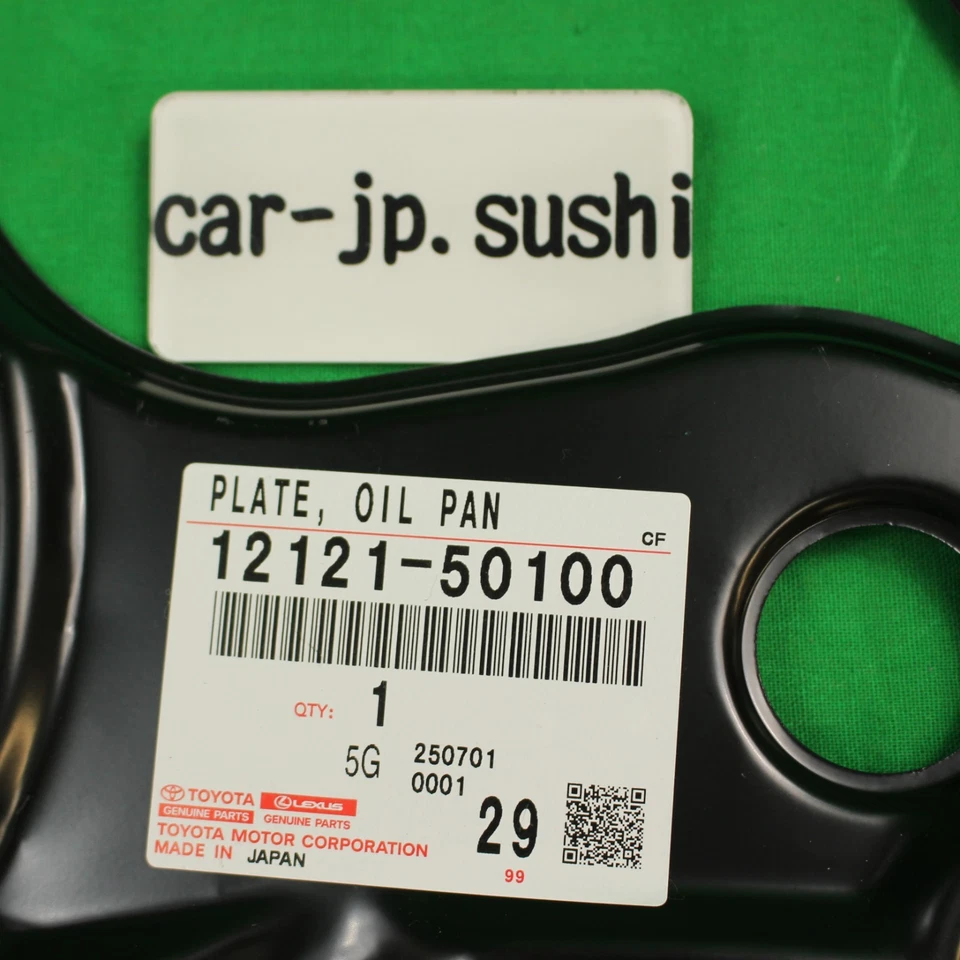 car-jp.sushi
PLATE, OIL PAN
CF
12121-50100
QTY: 1
5G 250701
0001
29
TOYOTA LEXUS
GENUINE PARTS GENUINE PARTS
TOYOTA MOTOR CORPORATION
MADE IN JAPAN
99